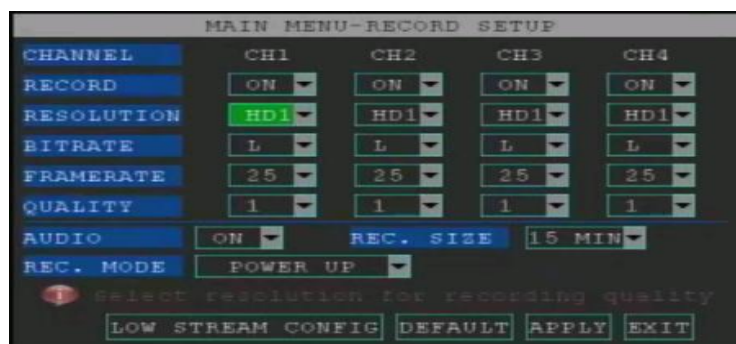 MAIN MENU-RECORD SETUP
CHANNEL CH1 CH2 CH3 CH4
RECORD ON ON ON ON
RESOLUTION HD1 HD1 HD1 HD1
BITRATE L L L L
FRAMERATE 25 25 25 25
QUALITY 1 1 1 1
AUDIO ON REC. SIZE 15 MIN
REC. MODE POWER UP
Select resolution for recording quality
LOW STREAM CONFIG DEFAULT APPLY EXIT